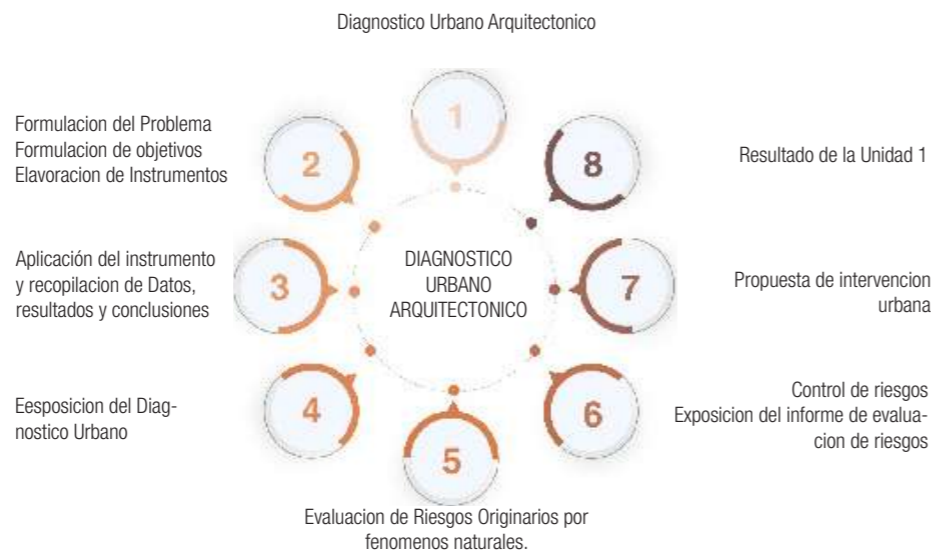 Diagnostico Urbano Arquitectonico
1
2
Formulacion del Problema
Formulacion de objetivos
Elavoracion de Instrumentos
3
Aplicación del instrumento
y recopilacion de Datos,
resultados y conclusiones
4
Eesposicion del Diag-
nostico Urbano
5
Evaluacion de Riesgos Originarios por
fenomenos naturales.
6
Control de riesgos
Exposicion del informe de evalua-
cion de riesgos
7
Propuesta de intervencion
urbana
8
Resultado de la Unidad 1
DIAGNOSTICO
URBANO
ARQUITECTONICO